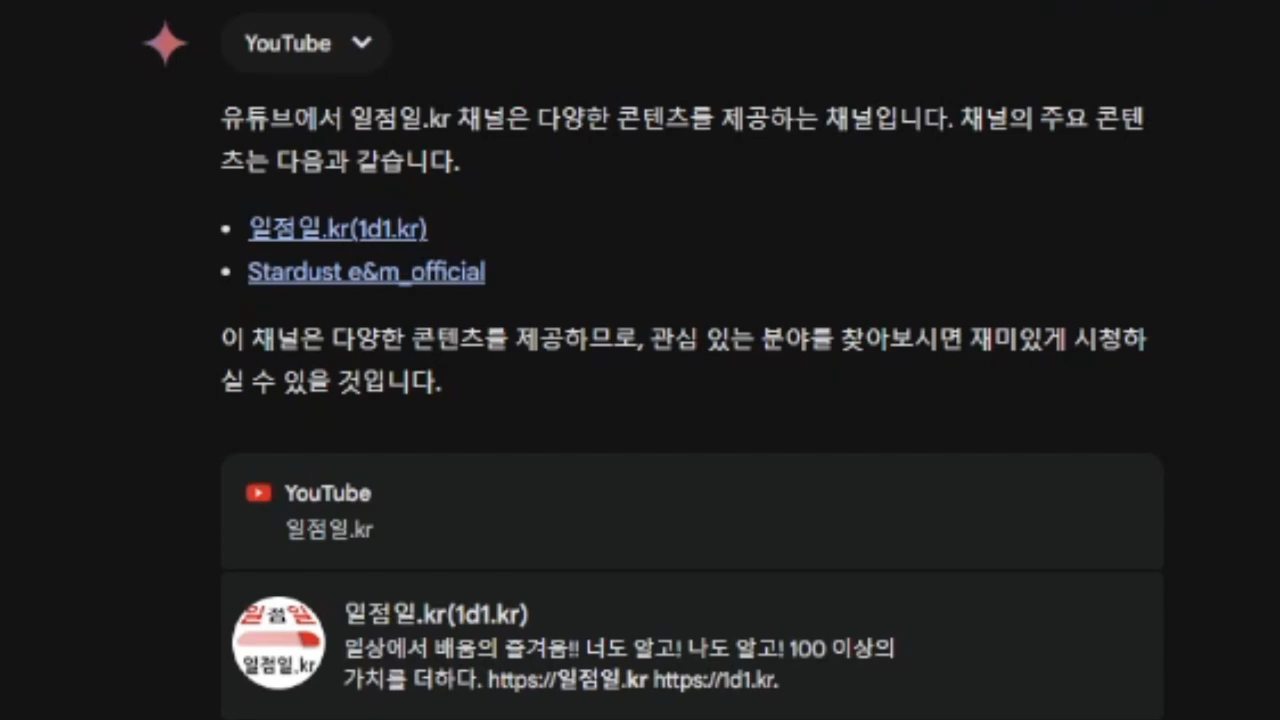 YouTube
유튜브에서 일점일.kr 채널은 다양한 콘텐츠를 제공하는 채널입니다. 채널의 주요 콘텐
츠는 다음과 같습니다.
• 일점일.kr(1d1.kr)
• Stardust e&m_official
이 채널은 다양한 콘텐츠를 제공하므로, 관심 있는 분야를 찾아보시면 재미있게 시청하
실 수 있을 것입니다.
YouTube
일점일.kr
일점일
일점일.kr
일점일.kr(1d1.kr)
일상에서 배움의 즐거움!! 너도 알고! 나도 알고! 100 이상의
가치를 더하다. https://일점일.kr https://1d1.kr.